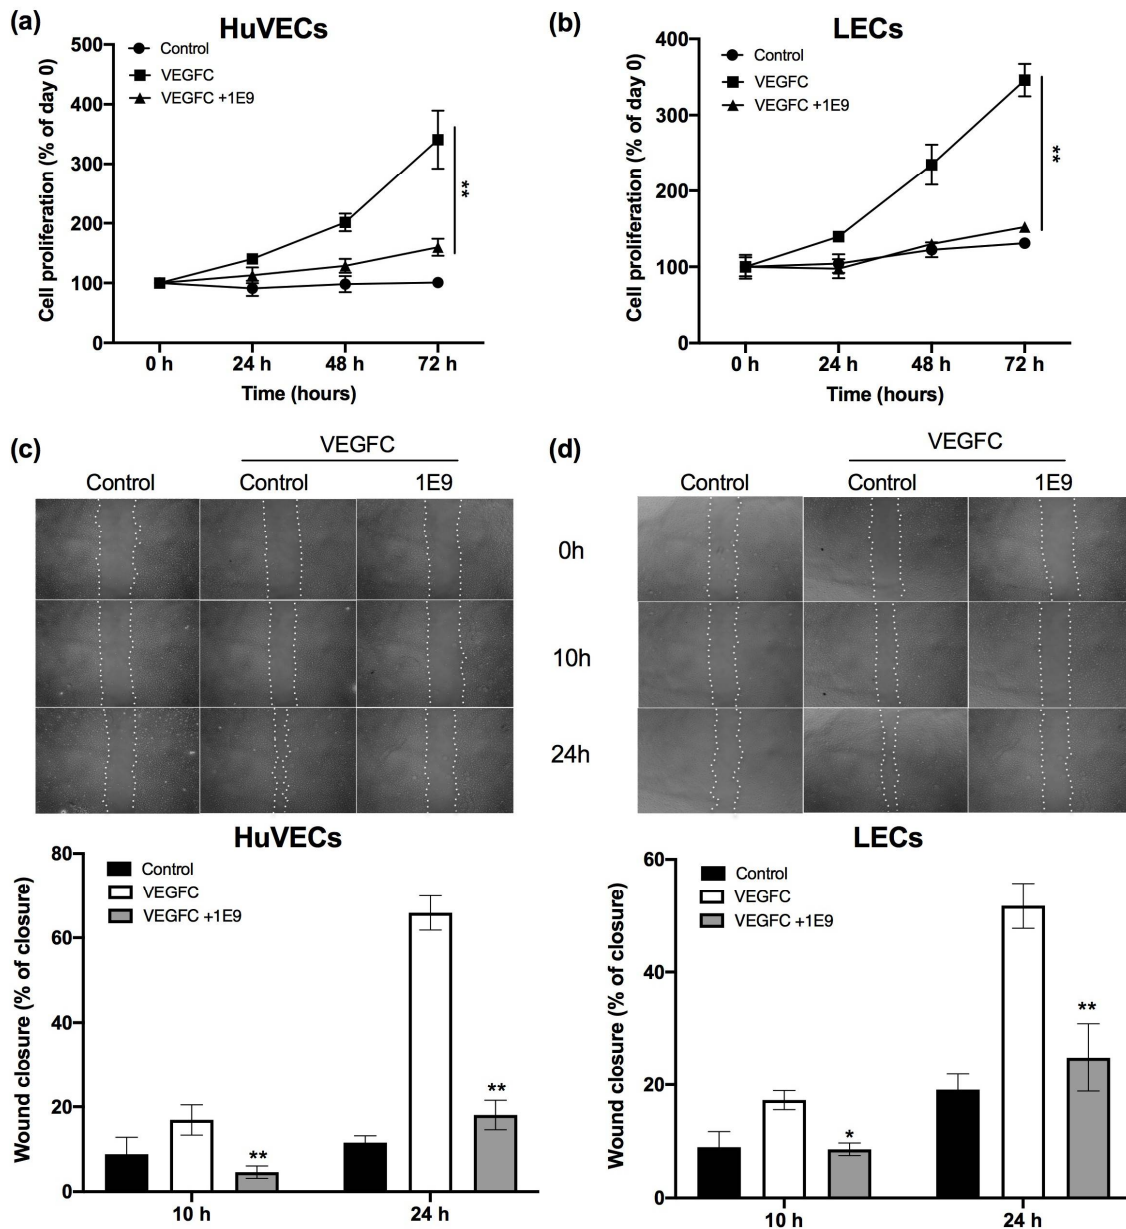 (a)
HuVECs
Control
VEGFC
VEGFC +1E9
Cell proliferation (% of day 0)
500
400
300
200
100
0
**
0 h
24 h
48 h
72 h
Time (hours)
(b)
LECs
Control
VEGFC
VEGFC +1E9
Cell proliferation (% of day 0)
400
300
200
100
0
**
0 h
24 h
48 h
72 h
Time (hours)
(c)
VEGFC
Control
Control
1E9
0h
10h
24h
(d)
VEGFC
Control
Control
1E9
HuVECs
Control
VEGFC
VEGFC +1E9
Wound closure (% of closure)
80
60
40
20
0
**
**
10 h
24 h
LECs
Control
VEGFC
VEGFC +1E9
Wound closure (% of closure)
60
40
20
0
*
**
10 h
24 h